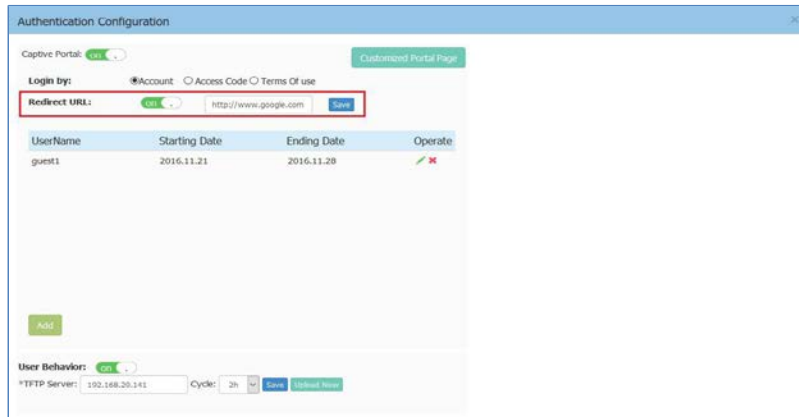 Authentication Configuration
Captive Portal: on
Customized Portal Page
Login by: Account Access Code Terms Of use
Redirect URL: on http://www.google.com Save
UserName Starting Date Ending Date Operate
guest1 2016.11.21 2016.11.28
Add
User Behavior: on
*TFTP Server: 192.168.20.141 Cycle: 2h Save Upload Now